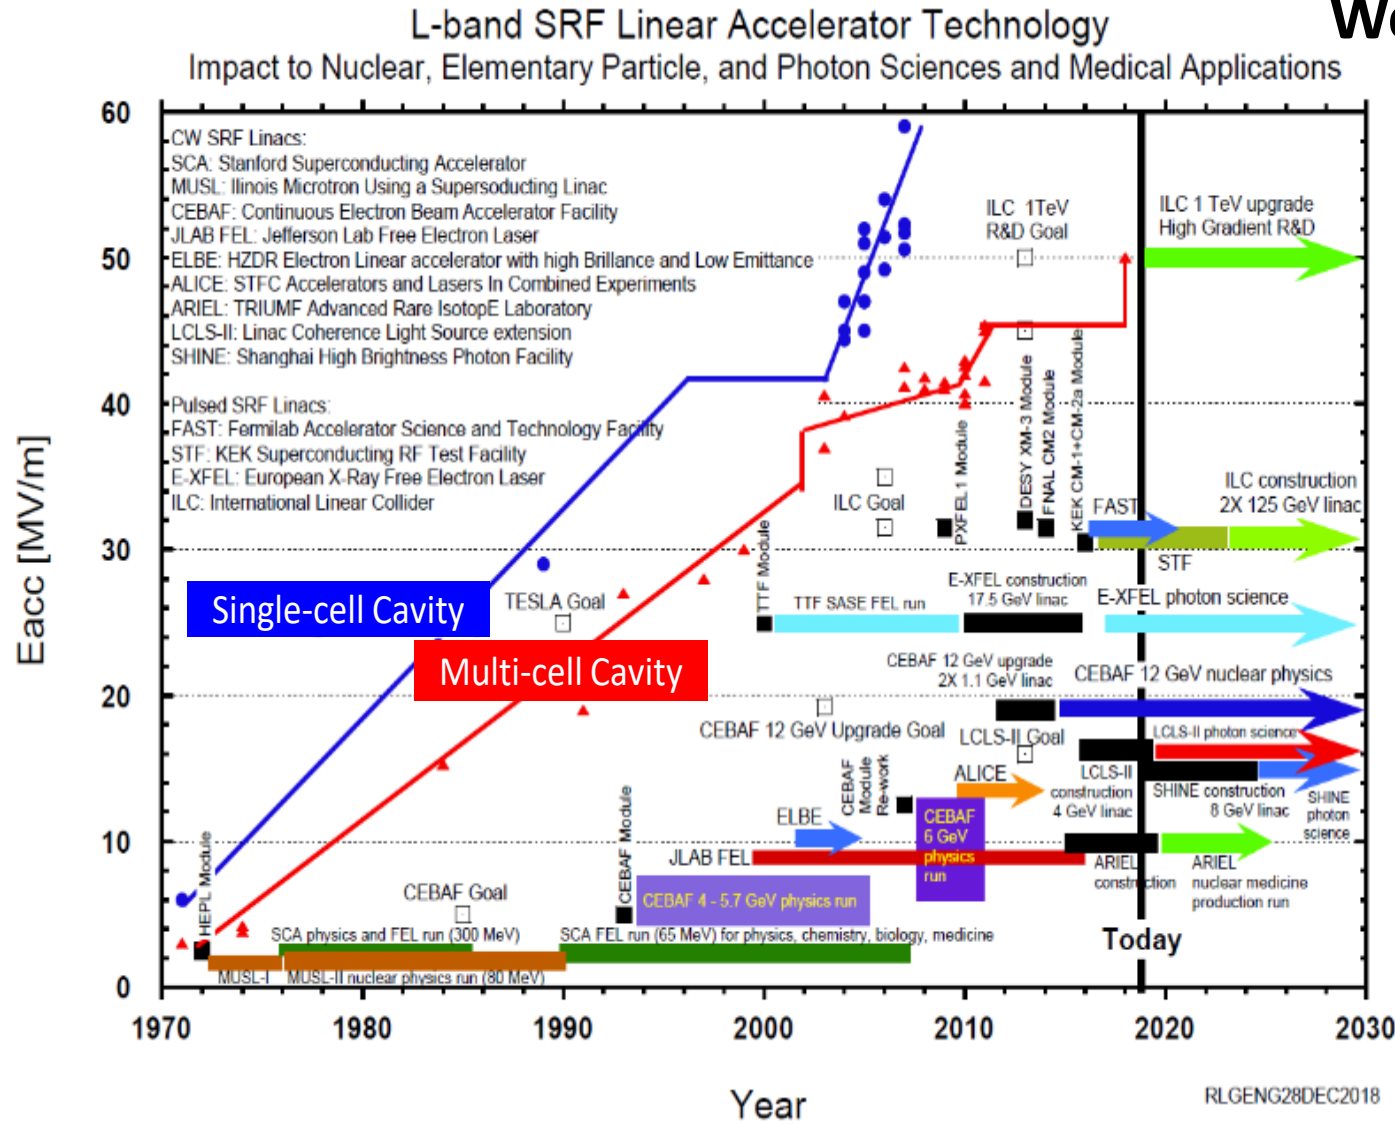 L-band SRF Linear Accelerator Technology
Impact to Nuclear, Elementary Particle, and Photon Sciences and Medical Applications
CW SRF Linacs:
SCA: Stanford Superconducting Accelerator
MUSL: Ilinois Microtron Using a Supersoducting Linac
CEBAF: Continuous Electron Beam Accelerator Facility
JLAB FEL: Jefferson Lab Free Electron Laser
ELBE: HZDR Electron Linear accelerator with high Brillance and Low Emittance
ALICE: STFC Accelerators and Lasers In Combined Experiments
ARIEL: TRIUMF Advanced Rare IsotopE Laboratory
LCLS-II: Linac Coherence Light Source extension
SHINE: Shanghai High Brightness Photon Facility
Pulsed SRF Linacs:
FAST: Fermilab Accelerator Science and Technology Facility
STF: KEK Superconducting RF Test Facility
E-XFEL: European X-Ray Free Electron Laser
ILC: International Linear Collider
ILC 1TeV
R&D Goal
ILC 1 TeV upgrade
High Gradient R&D
ILC Goal
PXFEL 1 Module
DESY XM-3 Module
FNAL CM2 Module
KEK CM-1+CM-2a Module
FAST
ILC construction
2X 125 GeV linac
STF
Single-cell Cavity
TESLA Goal
TTF Module
TTF SASE FEL run
E-XFEL construction
17.5 GeV linac
E-XFEL photon science
Multi-cell Cavity
CEBAF 12 GeV upgrade
2X 1.1 GeV linac
CEBAF 12 GeV nuclear physics
CEBAF 12 GeV Upgrade Goal
LCLS-II Goal
LCLS-II photon science
CEBAF
Module
Re-work
ALICE
LCLS-II
construction
4 GeV linac
SHINE construction
8 GeV linac
SHINE
photon
science
ELBE
CEBAF
6 GeV
physics
run
JLAB FEL
ARIEL
construction
ARIEL
nuclear medicine
production run
HEPL Module
CEBAF Goal
CEBAF Module
CEBAF 4 - 5.7 GeV physics run
SCA physics and FEL run (300 MeV)
SCA FEL run (65 MeV) for physics, chemistry, biology, medicine
Today
MUSL-I
MUSL-II nuclear physics run (80 MeV)
Eacc [MV/m]
60
50
40
30
20
10
0
1970 1980 1990 2000 2010 2020 2030
Year
RLGENG28DEC2018